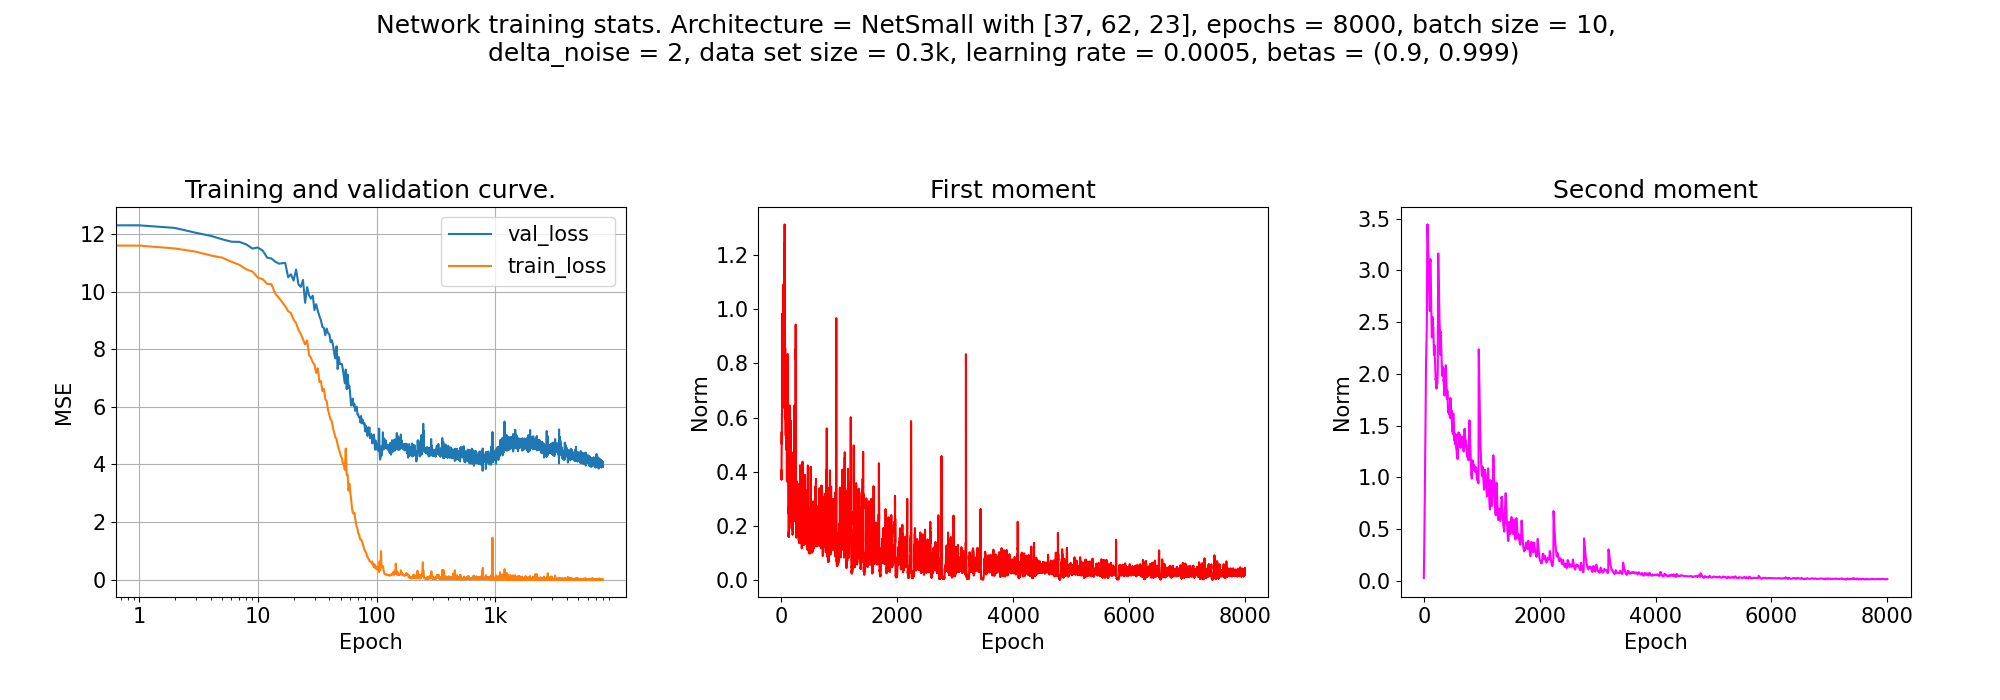 Network training stats. Architecture = NetSmall with [37, 62, 23], epochs = 8000, batch size = 10,
delta_noise = 2, data set size = 0.3k, learning rate = 0.0005, betas = (0.9, 0.999)
Training and validation curve.
MSE
12
10
8
6
4
2
0
val_loss
train_loss
1
10
100
1k
Epoch
First moment
Norm
1.2
1.0
0.8
0.6
0.4
0.2
0.0
0
2000
4000
6000
8000
Epoch
Second moment
Norm
3.5
3.0
2.5
2.0
1.5
1.0
0.5
0.0
0
2000
4000
6000
8000
Epoch